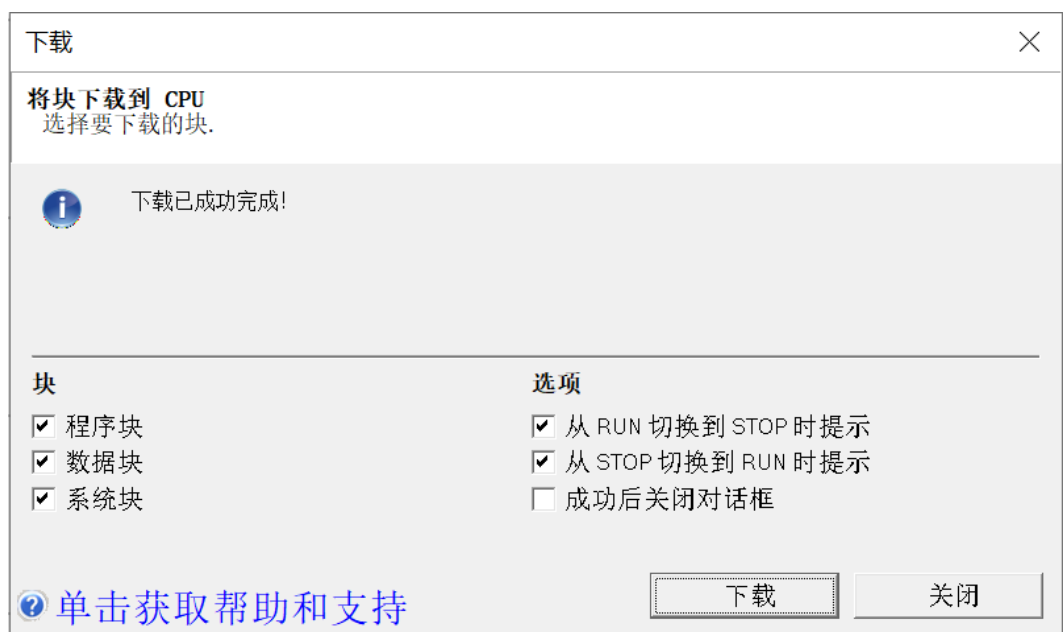 下载
将块下载到 CPU
选择要下载的块.
下载已成功完成!
块
选项
程序块
从 RUN 切换到 STOP 时提示
数据块
从 STOP 切换到 RUN 时提示
系统块
成功后关闭对话框
单击获取帮助和支持
下载
关闭